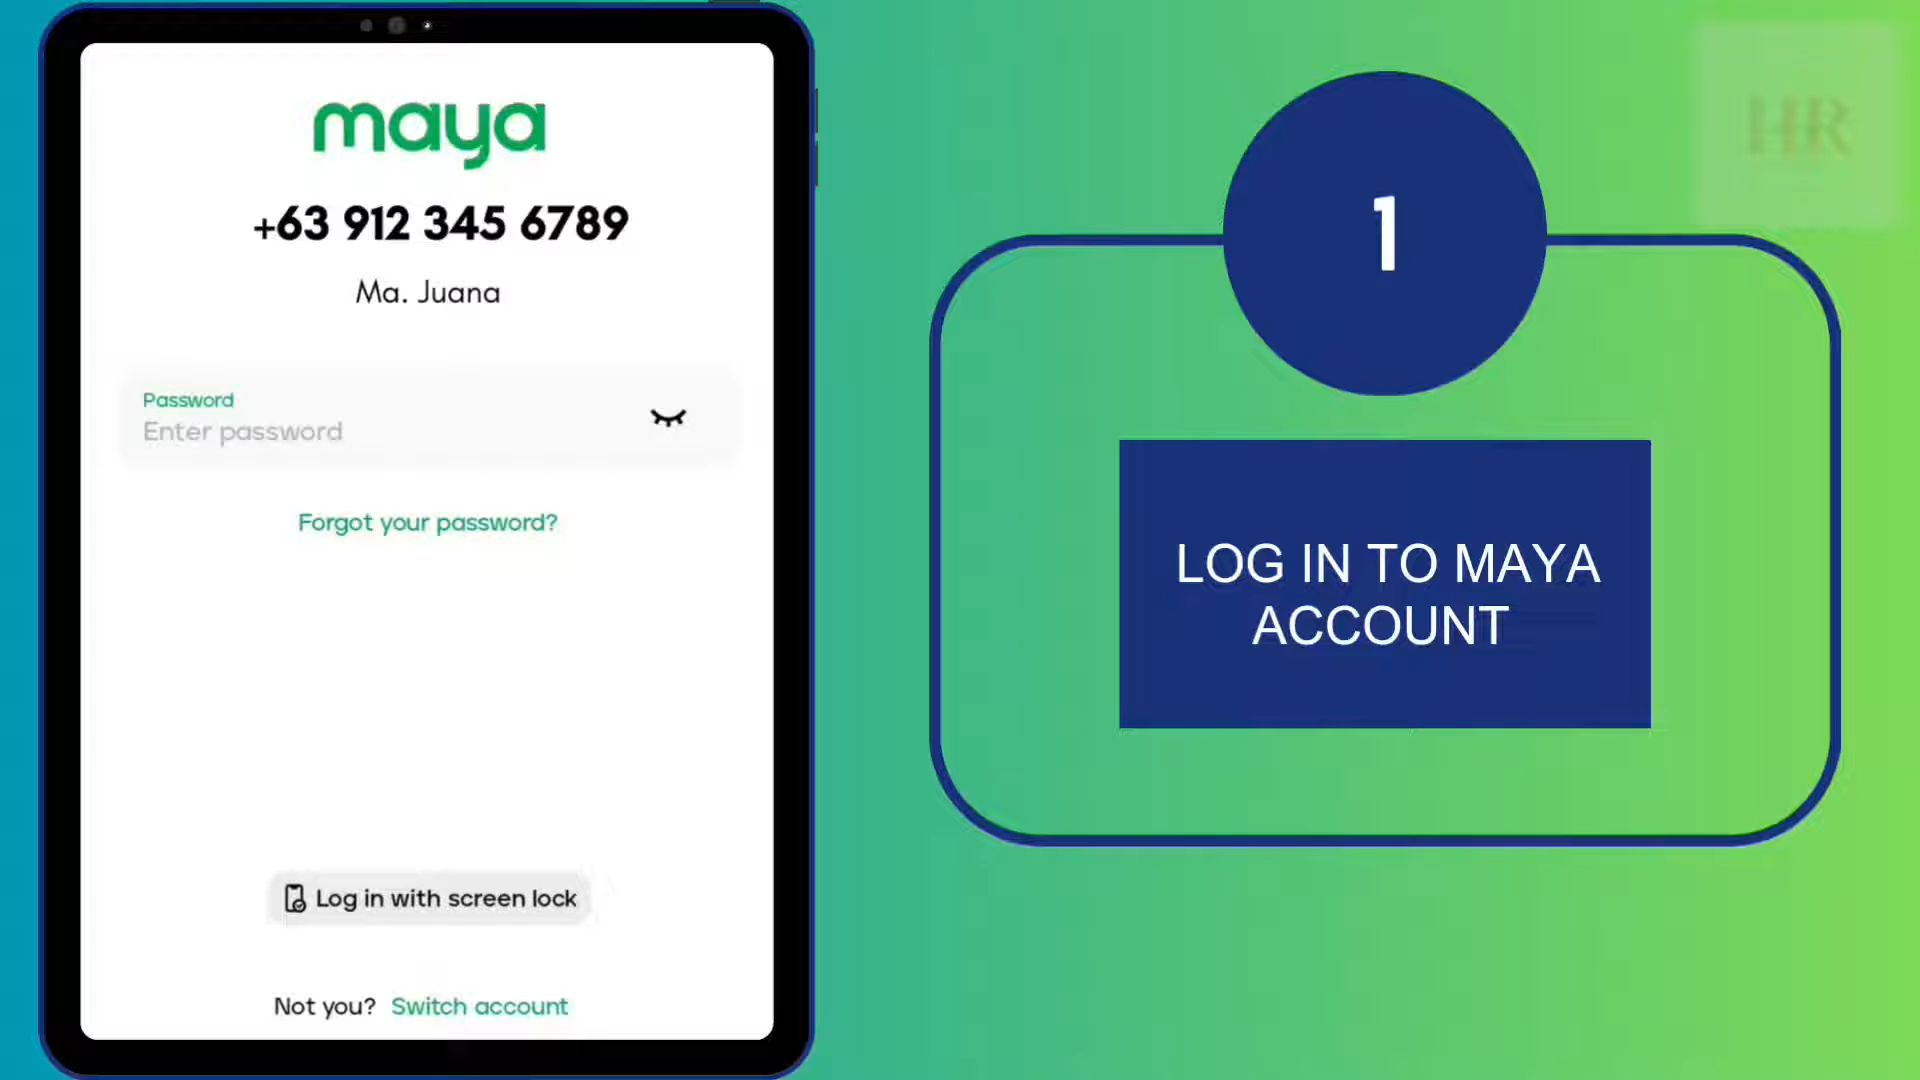 maya
+63 912 345 6789
Ma. Juana
Password
Enter password
Forgot your password?
Log in with screen lock
Not you? Switch account
HR
1
LOG IN TO MAYA
ACCOUNT